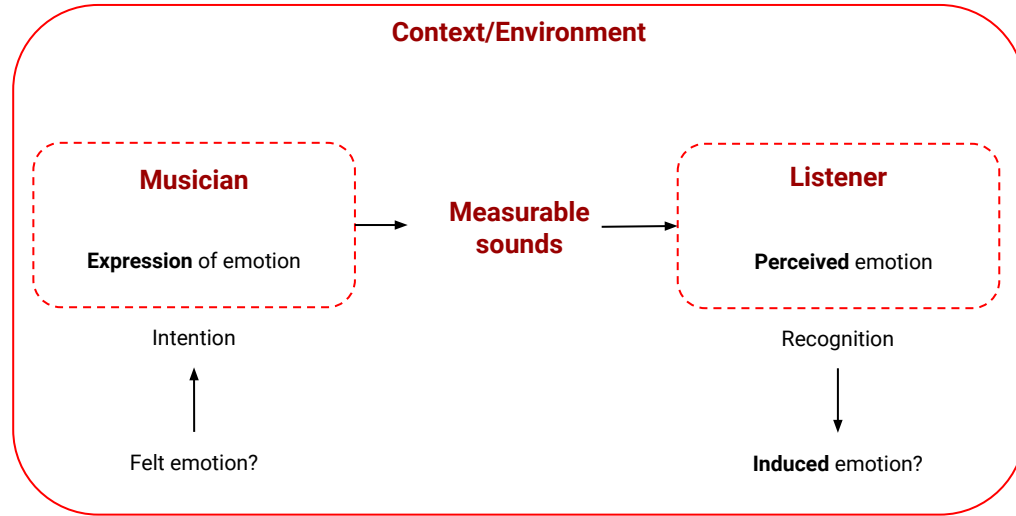 Context/Environment
Musician
Expression of emotion
Intention
Felt emotion?
Measurable
sounds
Listener
Perceived emotion
Recognition
Induced emotion?